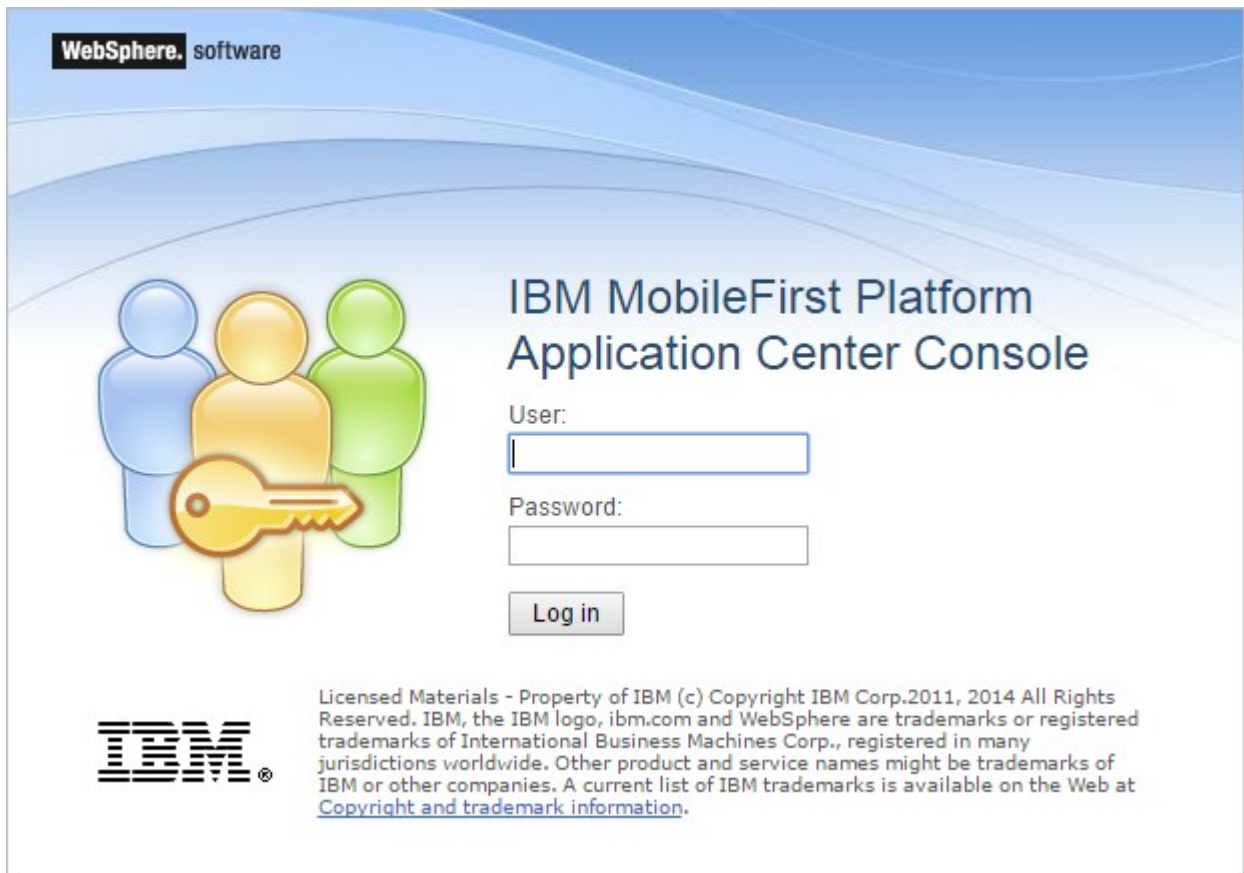 WebSphere. software
IBM MobileFirst Platform
Application Center Console
User:
Password:
Log in
Licensed Materials - Property of IBM (c) Copyright IBM Corp.2011, 2014 All Rights
Reserved. IBM, the IBM logo, ibm.com and WebSphere are trademarks or registered
trademarks of International Business Machines Corp., registered in many
jurisdictions worldwide. Other product and service names might be trademarks of
IBM or other companies. A current list of IBM trademarks is available on the Web at
Copyright and trademark information.
IBM®